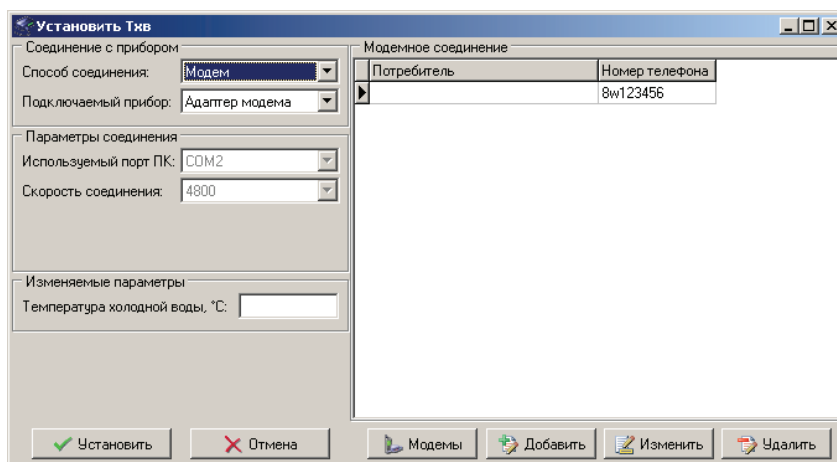 Установить Тхв
Соединение с прибором
Способ соединения: Модем
Подключаемый прибор: Адаптер модема
Параметры соединения
Используемый порт ПК: COM2
Скорость соединения: 4800
Изменяемые параметры
Температура холодной воды, °C:
Модемное соединение
Потребитель Номер телефона
8w123456
Установить Отмена Модемы Добавить Изменить Удалить